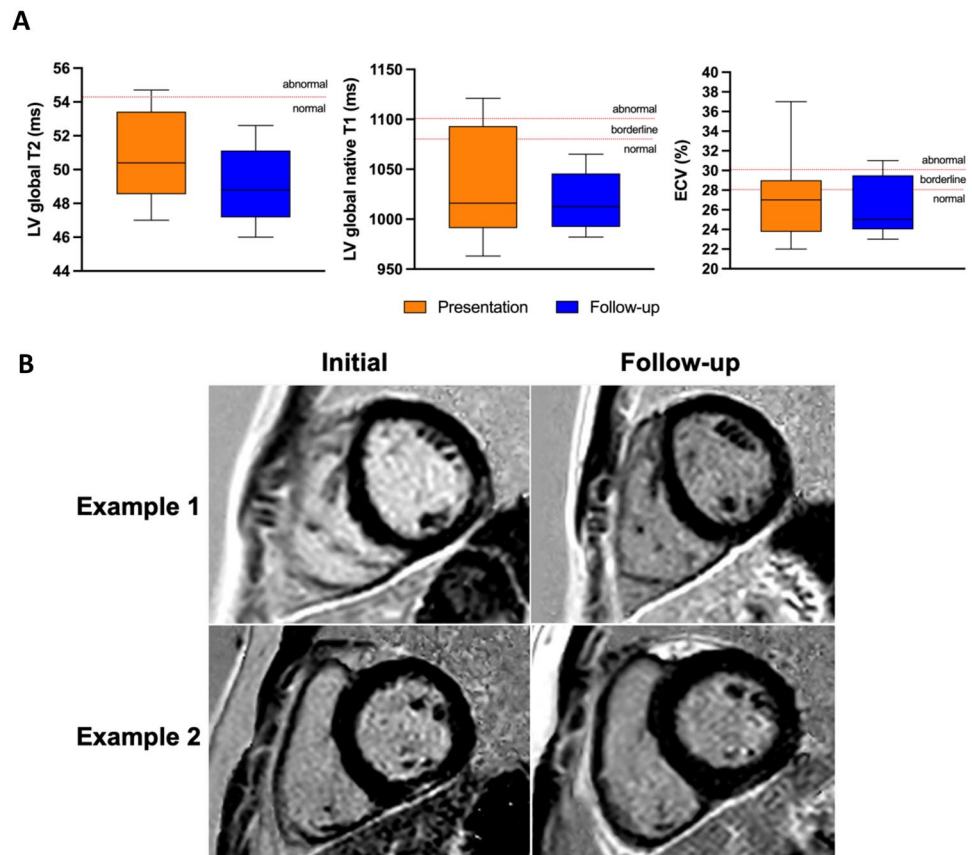 A
LV global T2 (ms)
56
54
52
50
48
46
44
abnormal
normal
LV global native T1 (ms)
1150
1100
1050
1000
950
abnormal
borderline
normal
ECV (%)
40
38
36
34
32
30
28
26
24
22
20
abnormal
borderline
normal
Presentation Follow-up
B
Initial Follow-up
Example 1
Example 2